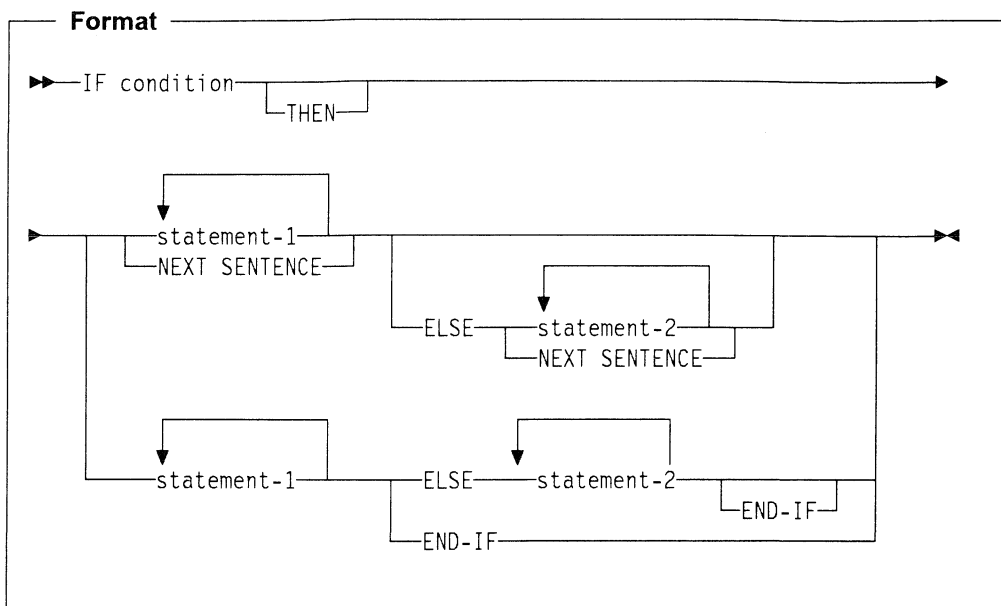 Format
IF condition
THEN
statement-1
NEXT SENTENCE
ELSE statement-2
NEXT SENTENCE
statement-1 ELSE statement-2
END-IF
END-IF